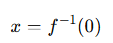 x = f⁻¹(0)